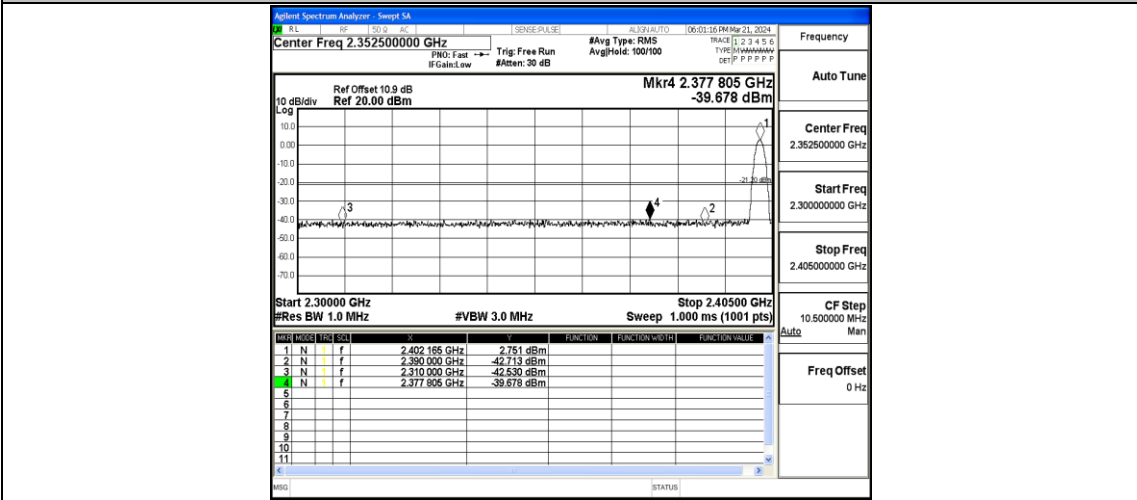 Agilent Spectrum Analyzer - Swept SA
RL RF 50 Ω AC SENSE:PULSE ALIGN AUTO 06:01:16 PM Mar 21, 2024
Center Freq 2.352500000 GHz #Avg Type: RMS TRACE 1 2 3 4 5 6 Frequency
PNO: Fast Trig: Free Run Avg|Hold: 100/100 TYPE M
IFGain:Low #Atten: 30 dB DET P P P P P P
Auto Tune
Mkr4 2.377 805 GHz
Ref Offset 10.9 dB
10 dB/div Ref 20.00 dBm -39.678 dBm
Log
10.0
1
Center Freq
2.352500000 GHz
0.00
-10.0
-20.0
-21.20 dBm
Start Freq
2.300000000 GHz
-30.0
3 4 2
-40.0
-50.0
Stop Freq
2.405000000 GHz
-60.0
-70.0
Start 2.30000 GHz Stop 2.40500 GHz
#Res BW 1.0 MHz #VBW 3.0 MHz Sweep 1.000 ms (1001 pts)
CF Step
10.500000 MHz
Auto Man
MKR MODE TRC SCL X Y FUNCTION FUNCTION WIDTH FUNCTION VALUE
1 N 1 f 2.402 165 GHz 2.751 dBm
2 N 1 f 2.390 000 GHz -42.713 dBm
3 N 1 f 2.310 000 GHz -42.530 dBm
4 N 1 f 2.377 805 GHz -39.678 dBm
5
6
7
8
9
10
11
Freq Offset
0 Hz
MSG STATUS